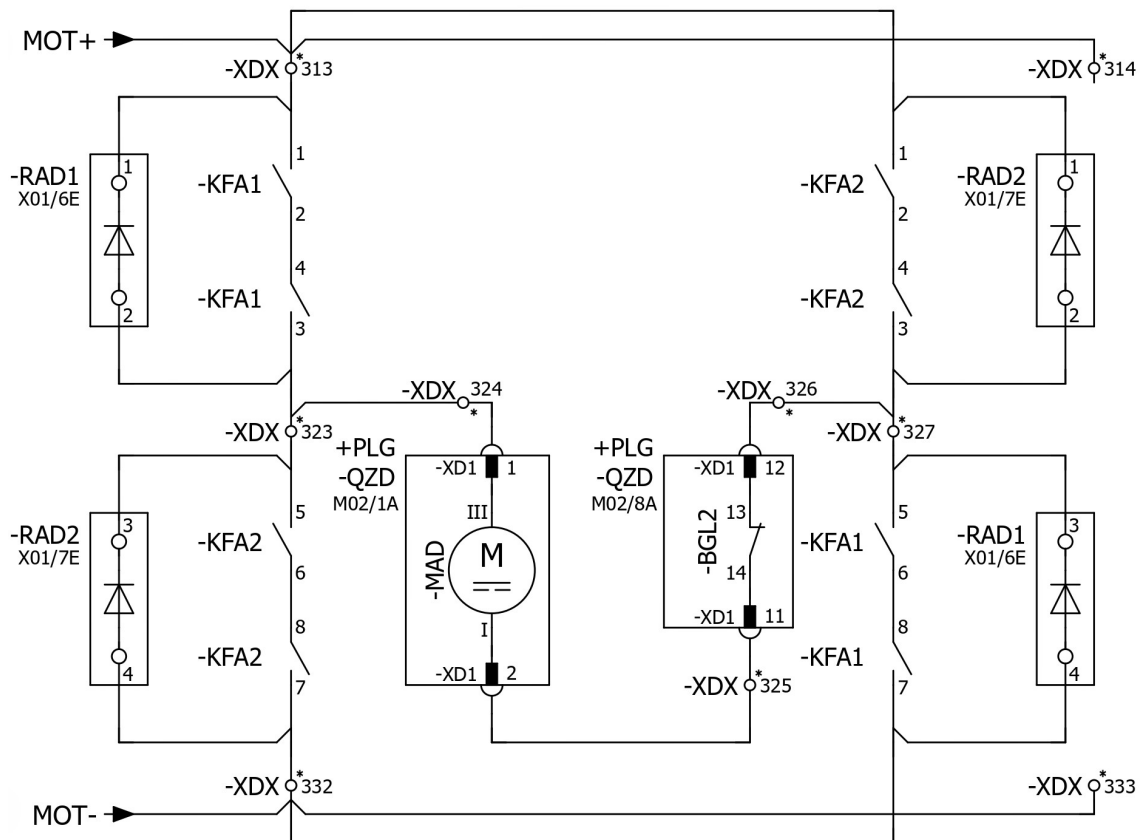 MOT+
-XDX
*
313
-XDX
*
314
-RAD1
X01/6E
1
2
-KFA1
1
2
-KFA1
4
3
-KFA2
1
2
-KFA2
4
3
-RAD2
X01/7E
1
2
-XDX
*
323
-XDX
324
*
-XDX
326
*
-XDX
*
327
-RAD2
X01/7E
3
4
-KFA2
5
6
-KFA2
8
7
+PLG
-QZD
M02/1A
-XD1
1
III
-MAD
M
I
-XD1
2
+PLG
-QZD
M02/8A
-XD1
12
13
-BGL2
14
-XD1
11
-XDX
*
325
-KFA1
5
6
-KFA1
8
7
-RAD1
X01/6E
3
4
-XDX
*
332
-XDX
*
333
MOT-